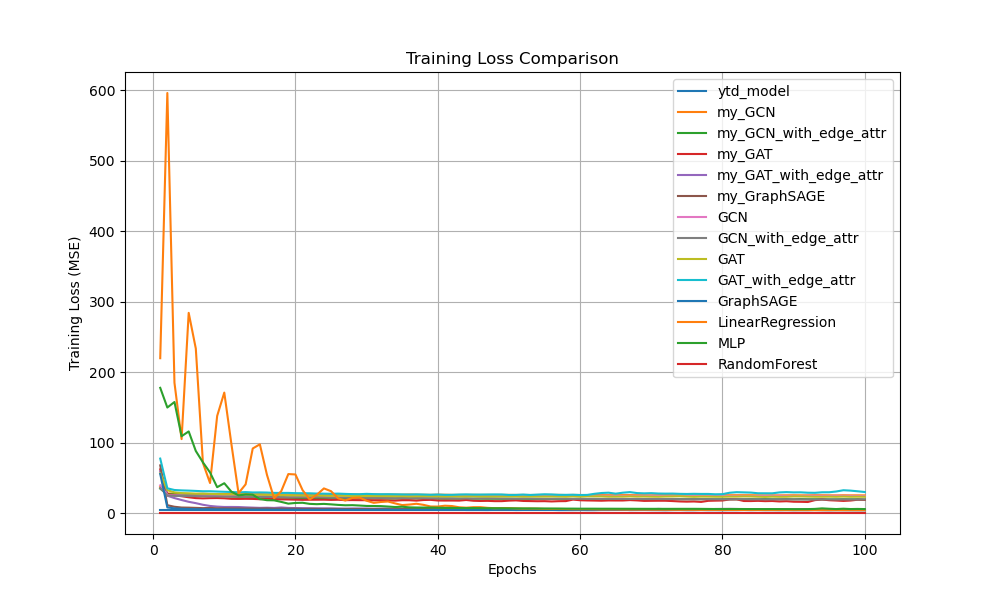 Training Loss Comparison
Training Loss (MSE)
600
500
400
300
200
100
0
0 20 40 60 80 100
Epochs
ytd_model
my_GCN
my_GCN_with_edge_attr
my_GAT
my_GAT_with_edge_attr
my_GraphSAGE
GCN
GCN_with_edge_attr
GAT
GAT_with_edge_attr
GraphSAGE
LinearRegression
MLP
RandomForest